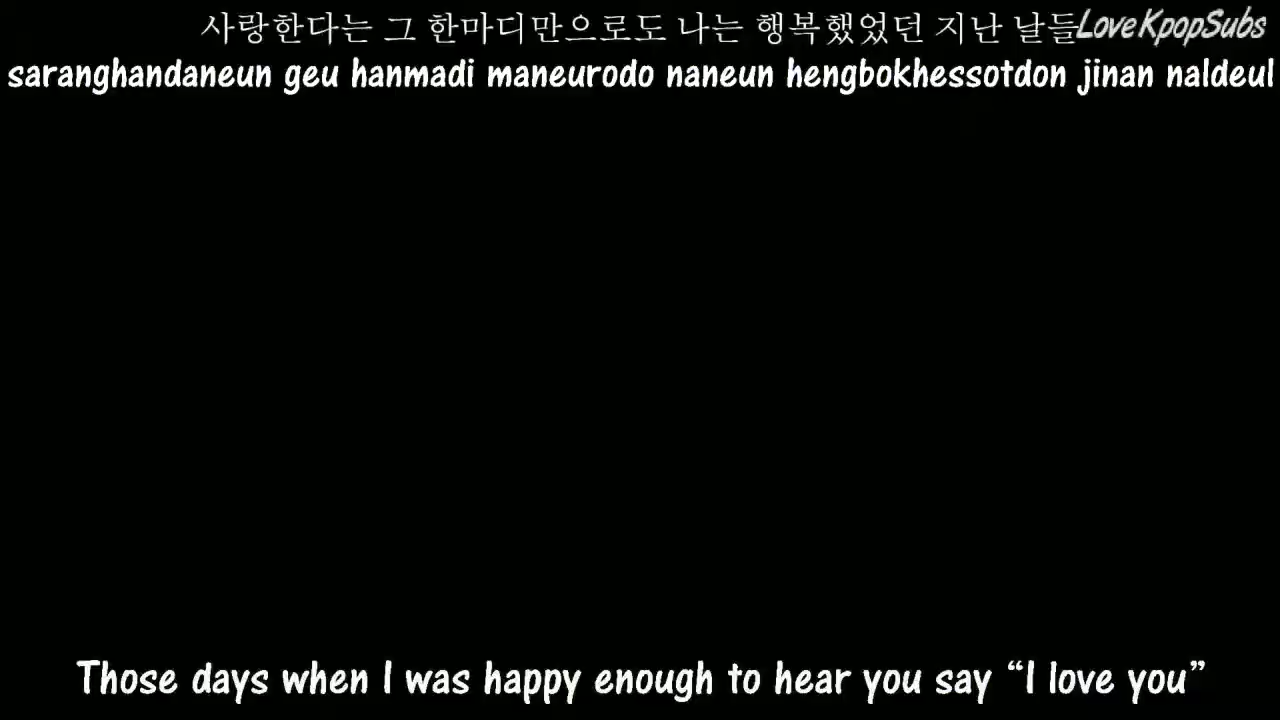 사랑한다는 그 한마디만으로도 나는 행복했었던 지난 날들
LoveKpopSubs
saranghandaneun geu hanmadi maneurodo naneun hengbokhessotdon jinan naldeul
Those days when I was happy enough to hear you say “I love you”